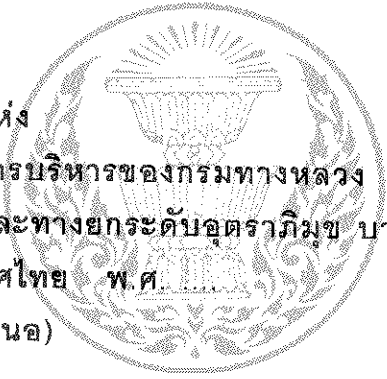 ห่ง
ารบริหารของกรมทางหลวง
ละทางยกระดับอุตราภิมุข บา
ศไทย พ.ศ. ....
นอ)